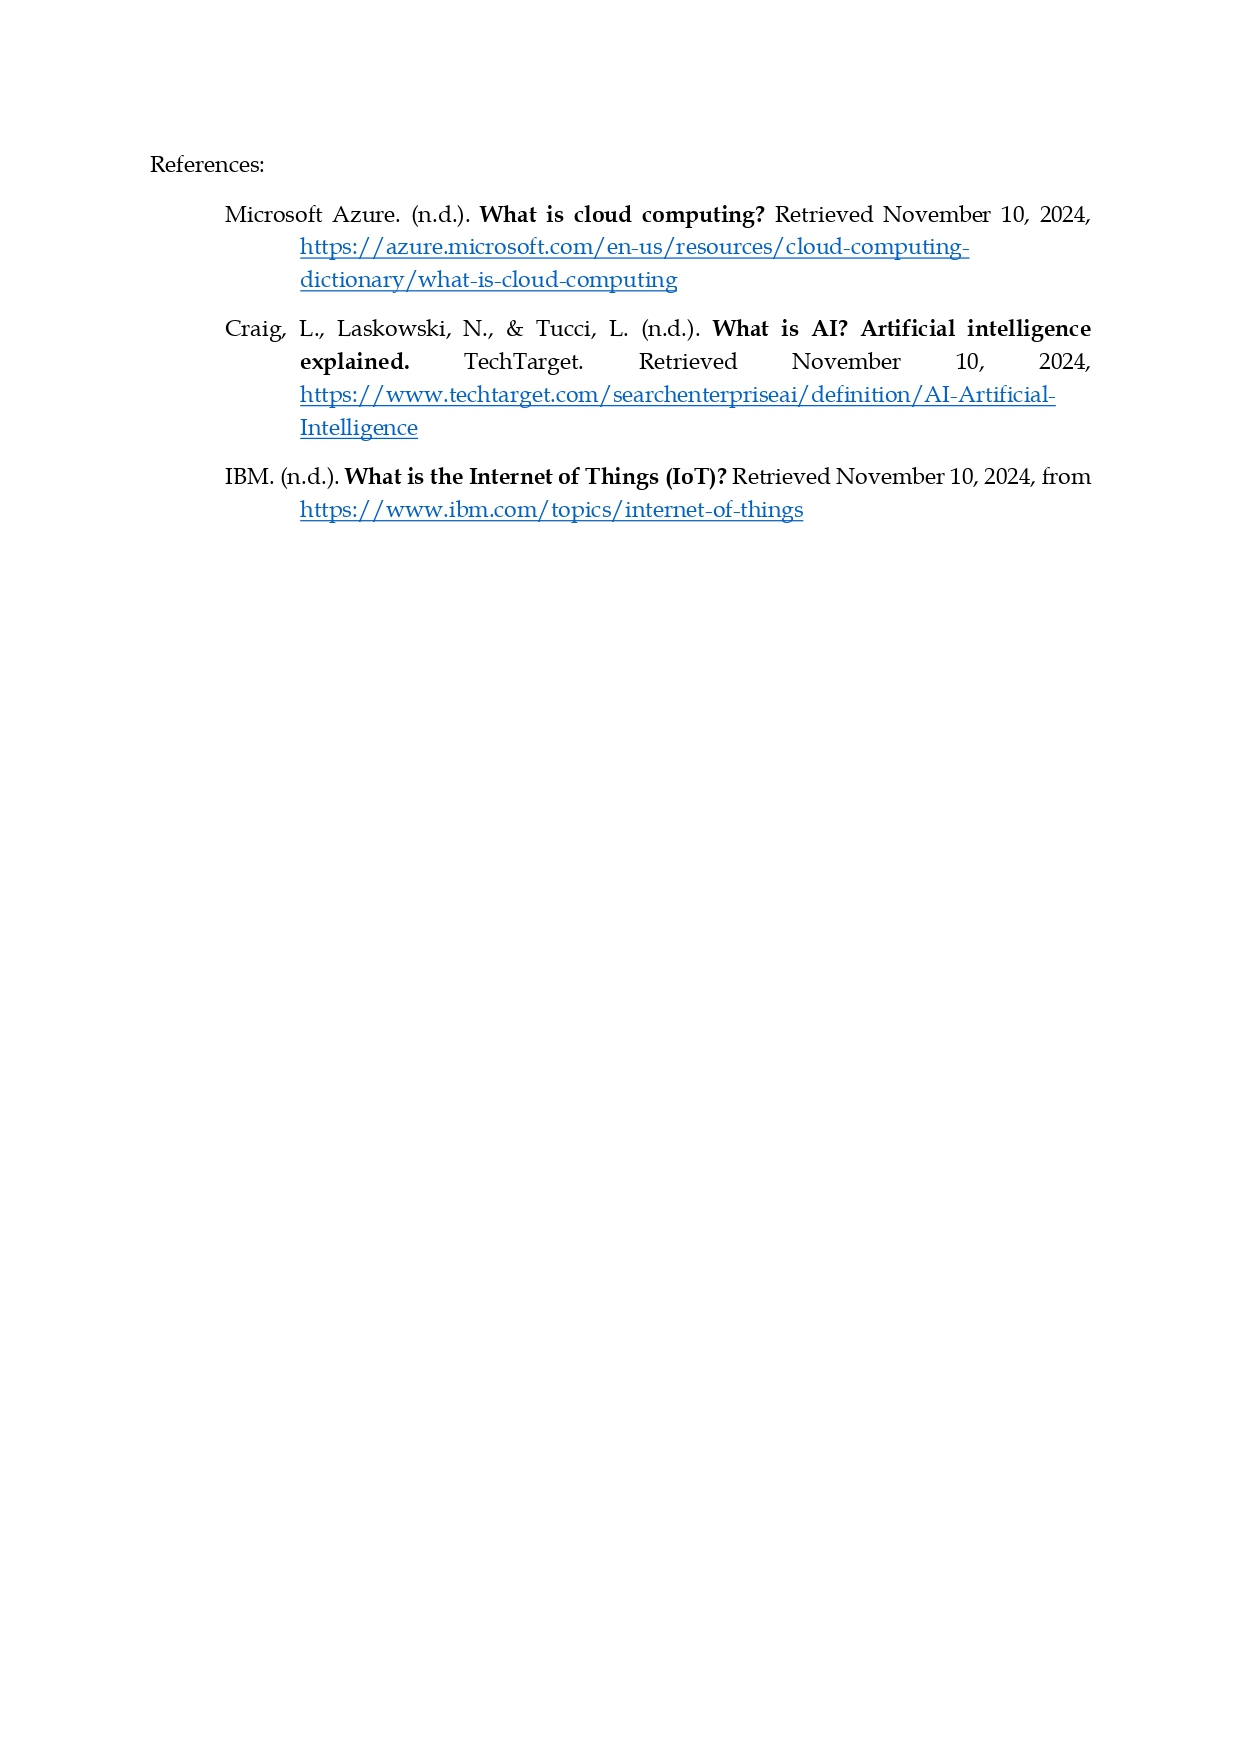 References:
Microsoft Azure. (n.d.). What is cloud computing? Retrieved November 10, 2024,
https://azure.microsoft.com/en-us/resources/cloud-computing-
dictionary/what-is-cloud-computing
Craig, L., Laskowski, N., & Tucci, L. (n.d.). What is AI? Artificial intelligence
explained. TechTarget. Retrieved November 10, 2024,
https://www.techtarget.com/searchenterpriseai/definition/AI-Artificial-
Intelligence
IBM. (n.d.). What is the Internet of Things (IoT)? Retrieved November 10, 2024, from
https://www.ibm.com/topics/internet-of-things